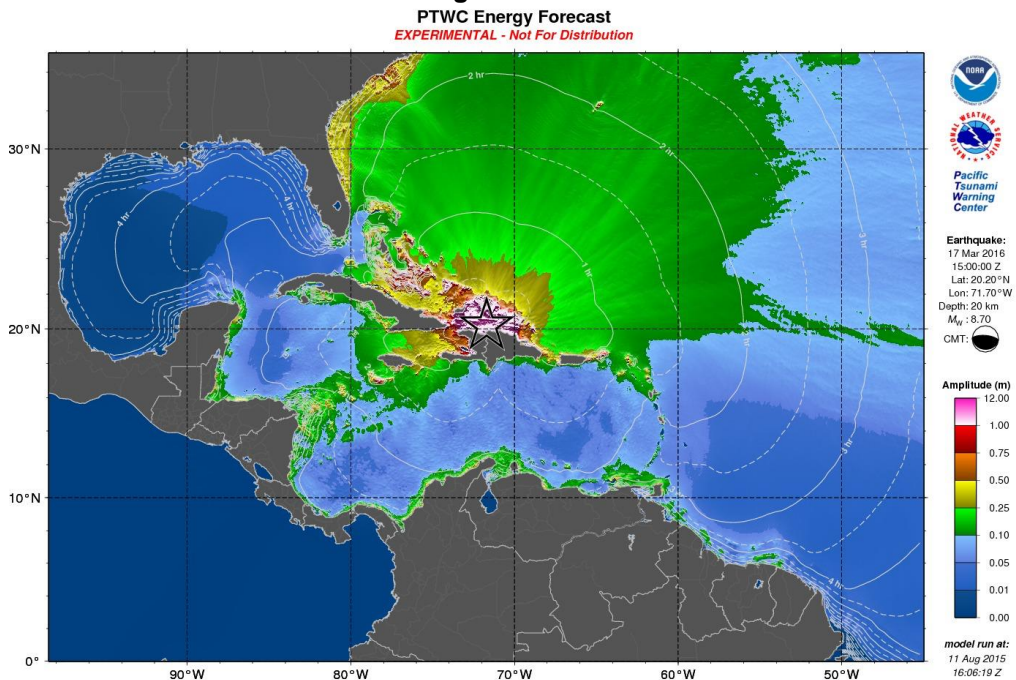 PTWC Energy Forecast
EXPERIMENTAL - Not For Distribution
30°N
20°N
10°N
0°
90°W
80°W
70°W
60°W
50°W
2 hr
2 hr
1 hr
3 hr
3 hr
4 hr
4 hr
4 hr
NOAA
NATIONAL WEATHER SERVICE
Pacific
Tsunami
Warning
Center
Earthquake:
17 Mar 2016
15:00:00 Z
Lat: 20.20°N
Lon: 71.70°W
Depth: 20 km
MW : 8.70
CMT:
Amplitude (m)
12.00
1.00
0.75
0.50
0.25
0.10
0.05
0.01
0.00
model run at:
11 Aug 2015
16:06:19 Z